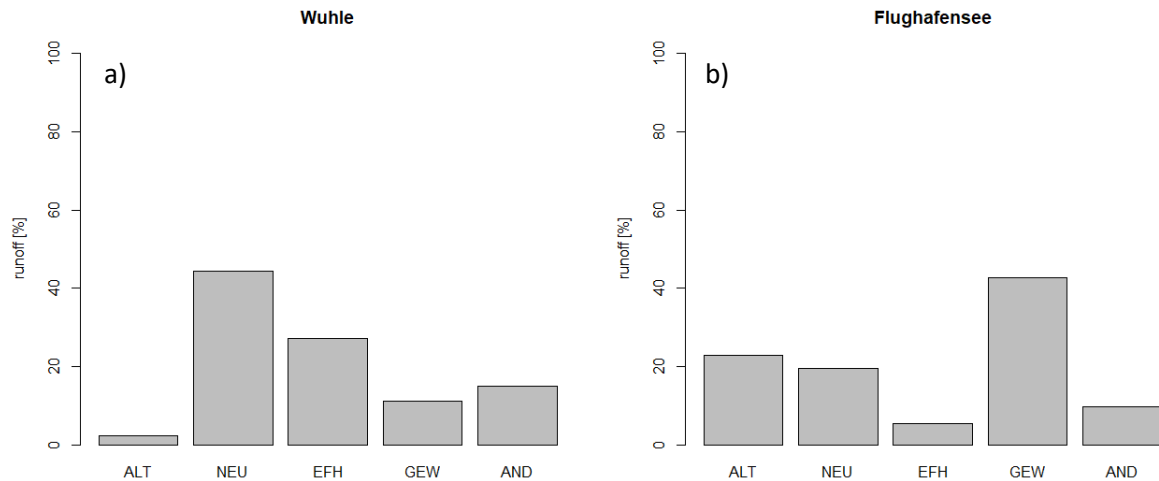 Wuhle
a)
runoff [%]
100
80
60
40
20
0
ALT NEU EFH GEW AND
Flughafensee
b)
runoff [%]
100
80
60
40
20
0
ALT NEU EFH GEW AND